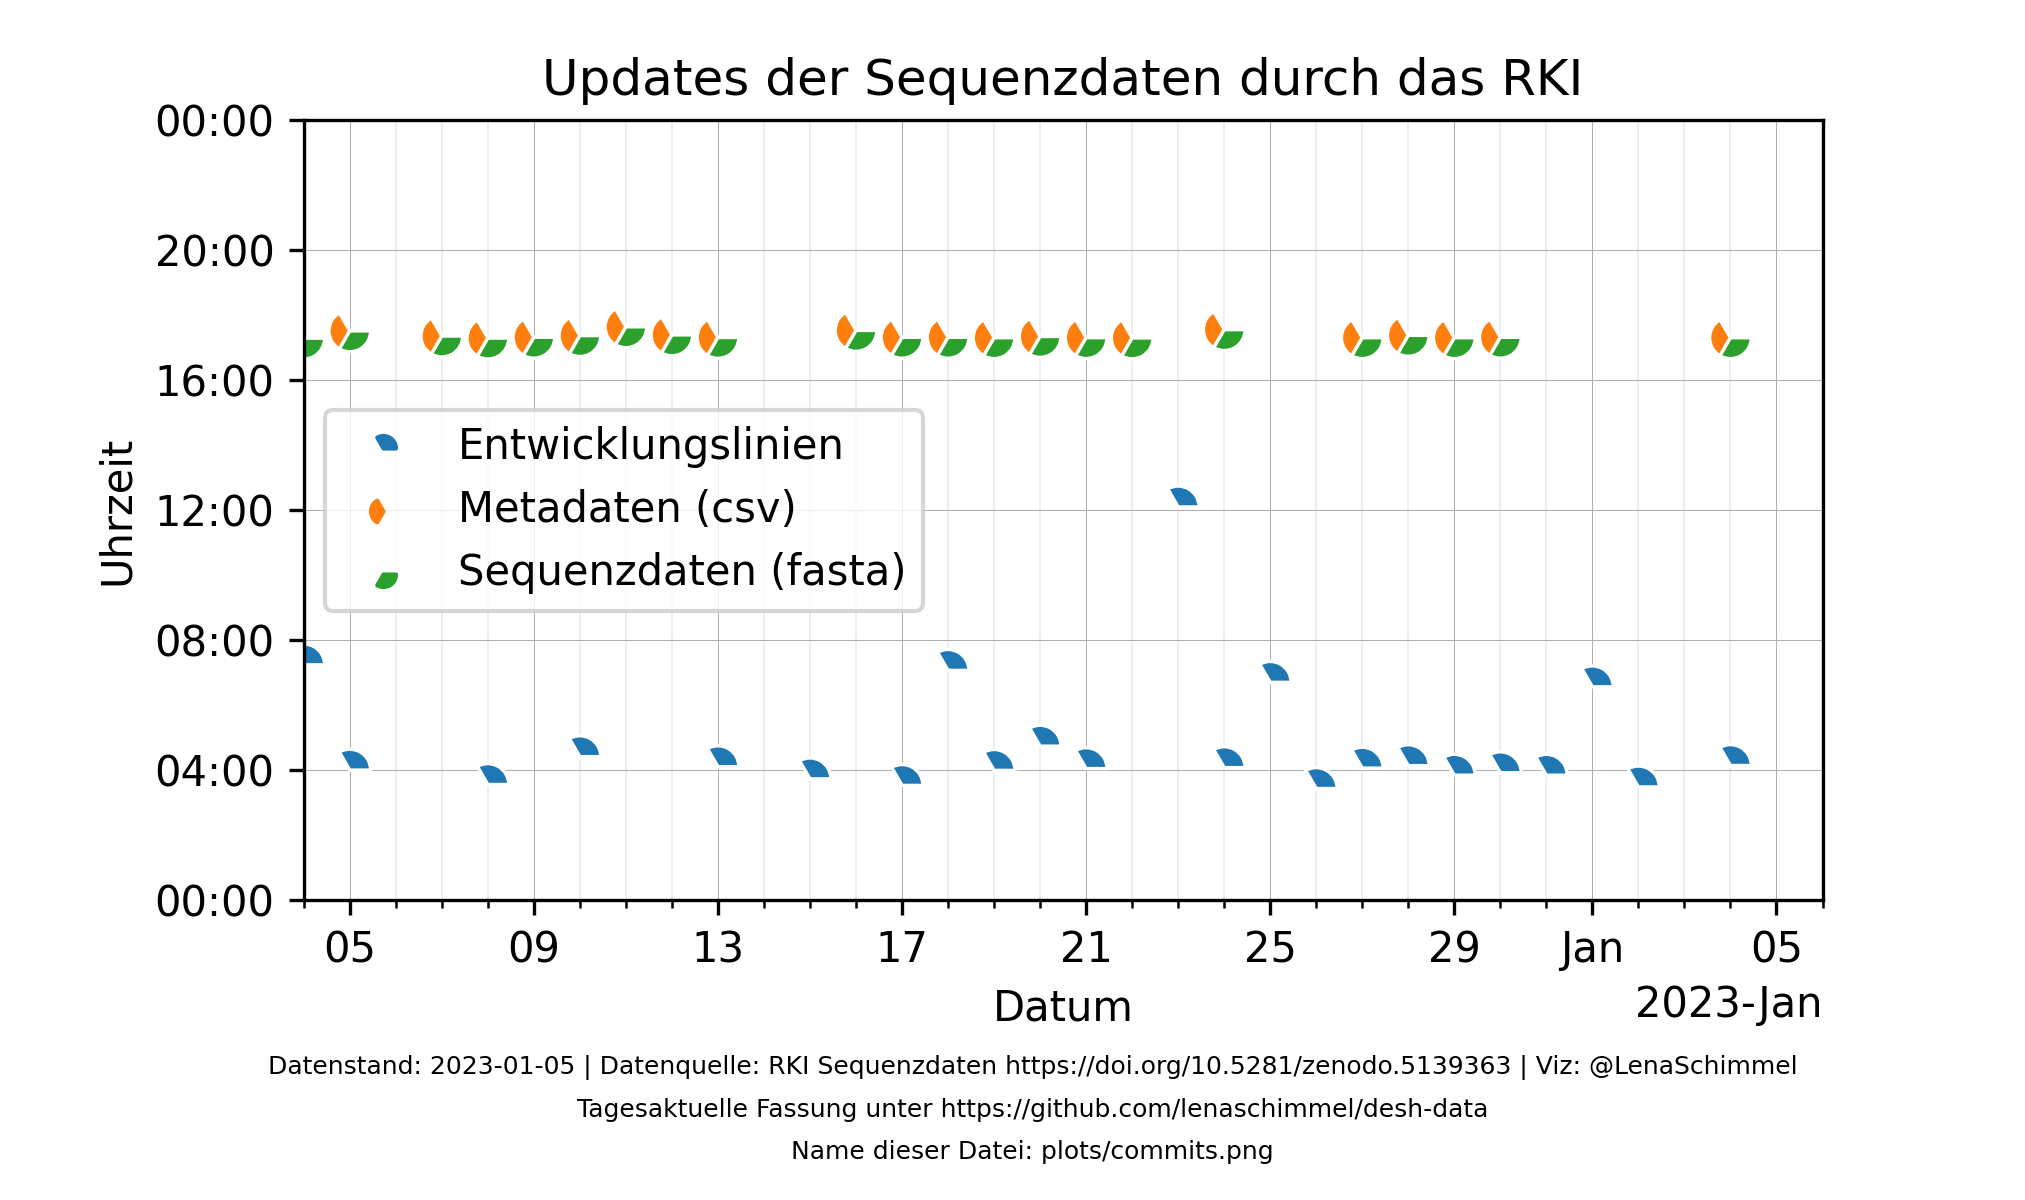 Updates der Sequenzdaten durch das RKI
00:00
20:00
16:00
12:00
08:00
04:00
00:00
Uhrzeit
Entwicklungslinien
Metadaten (csv)
Sequenzdaten (fasta)
05 09 13 17 21 25 29 Jan 05
Datum
2023-Jan
Datenstand: 2023-01-05 | Datenquelle: RKI Sequenzdaten https://doi.org/10.5281/zenodo.5139363 | Viz: @LenaSchimmel
Tagesaktuelle Fassung unter https://github.com/lenaschimmel/desh-data
Name dieser Datei: plots/commits.png